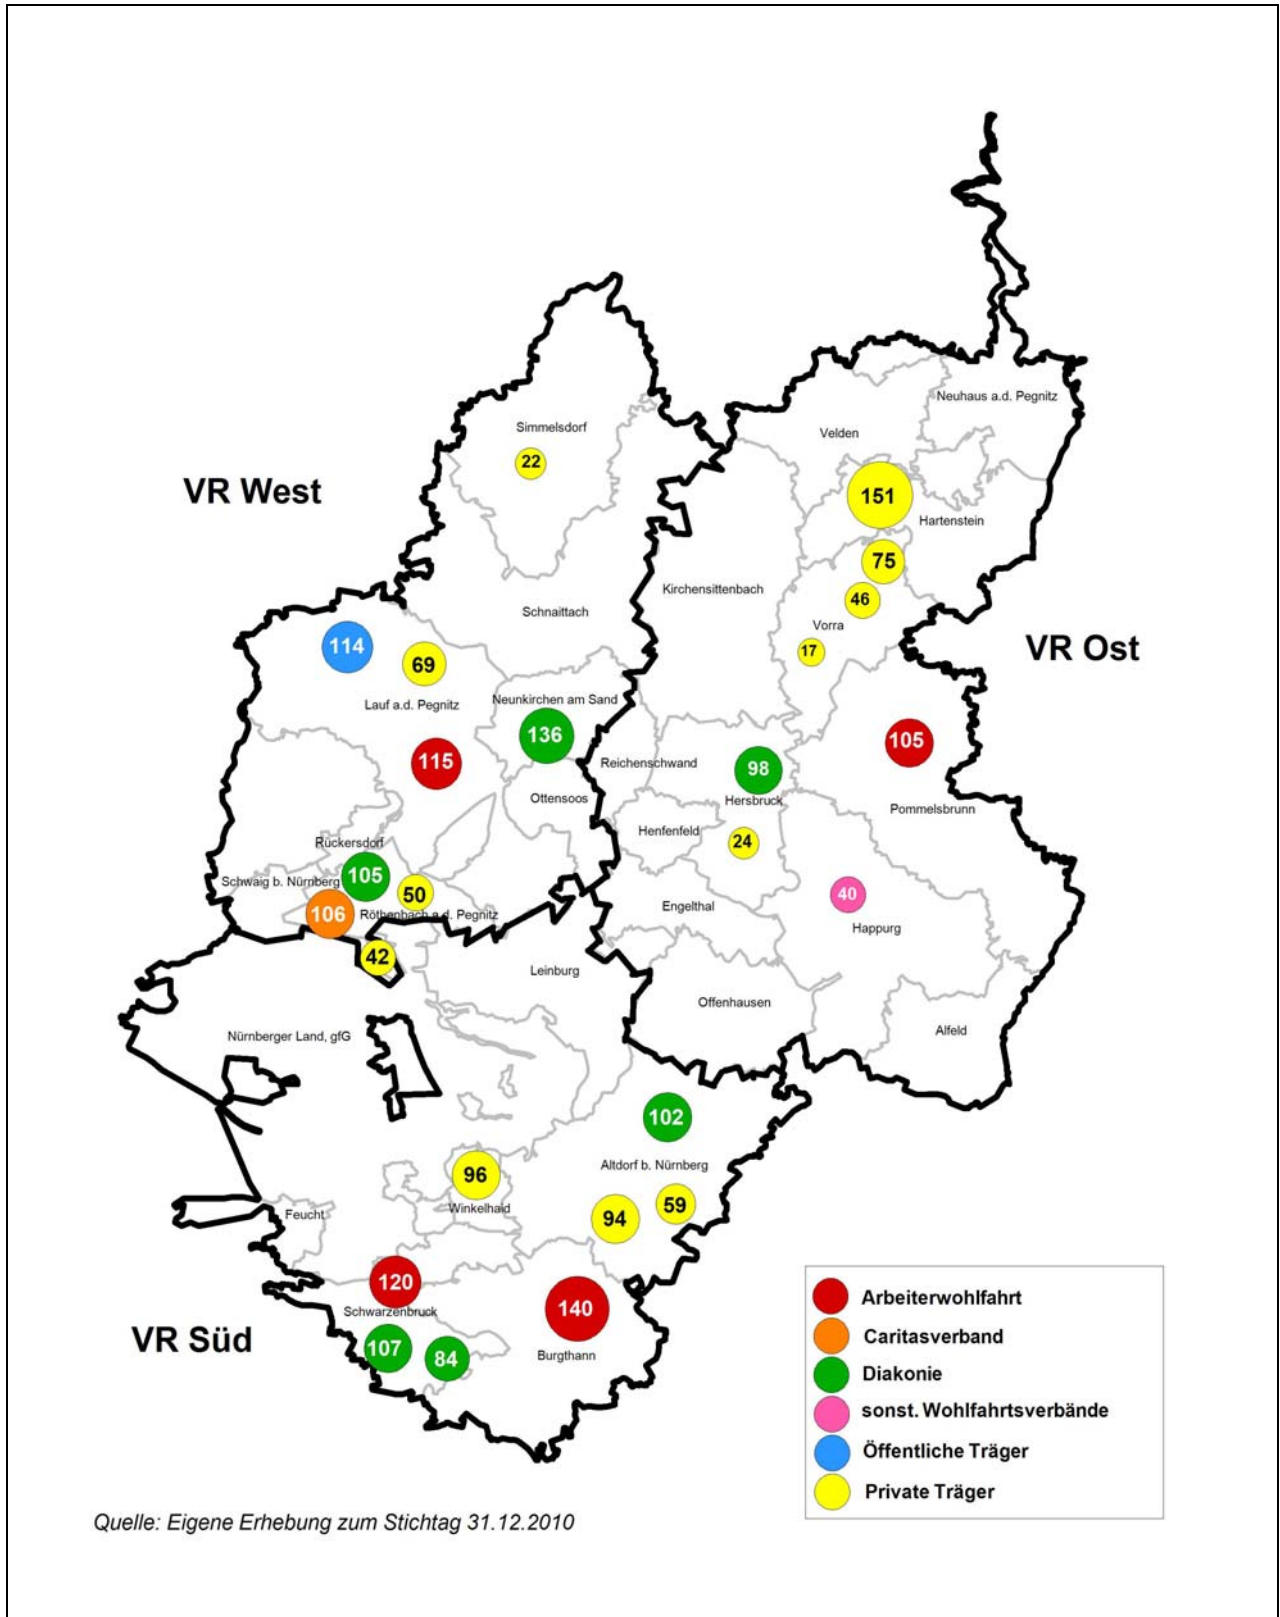 Neuhaus a.d. Pegnitz
Simmelsdorf
Velden
22
VR West
151
Hartenstein
75
Kirchensittenbach
46
Schnaittach
Vorra
114
VR Ost
17
69
Neunkirchen am Sand
Lauf a.d. Pegnitz
136
105
115
Reichenschwand
98
Ottensoos
Hersbruck
Pommelsbrunn
Henfenfeld
Rückersdorf
24
105
Schwaig b. Nürnberg
50
40
Engelthal
106
Röthenbach a.d. Pegnitz
Happurg
42
Leinburg
Offenhausen
Nürnberger Land, gfG
Alfeld
102
Altdorf b. Nürnberg
96
59
Winkelhaid
Feucht
94
120
Schwarzenbruck
140
VR Süd
107
84
Burgthann
Arbeiterwohlfahrt
Caritasverband
Diakonie
sonst. Wohlfahrtsverbände
Öffentliche Träger
Private Träger
Quelle: Eigene Erhebung zum Stichtag 31.12.2010